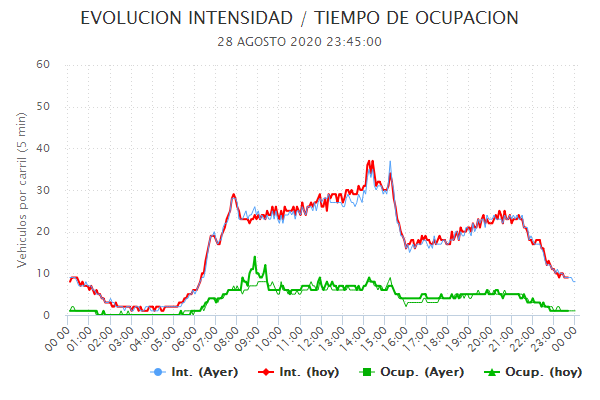 EVOLUCION INTENSIDAD / TIEMPO DE OCUPACION
28 AGOSTO 2020 23:45:00
Vehiculos por carril (5 min)
60
50
40
30
20
10
0
00:00 01:00 02:00 03:00 04:00 05:00 06:00 07:00 08:00 09:00 10:00 11:00 12:00 13:00 14:00 15:00 16:00 17:00 18:00 19:00 20:00 21:00 22:00 23:00 00:00
Int. (Ayer) Int. (hoy) Ocup. (Ayer) Ocup. (hoy)